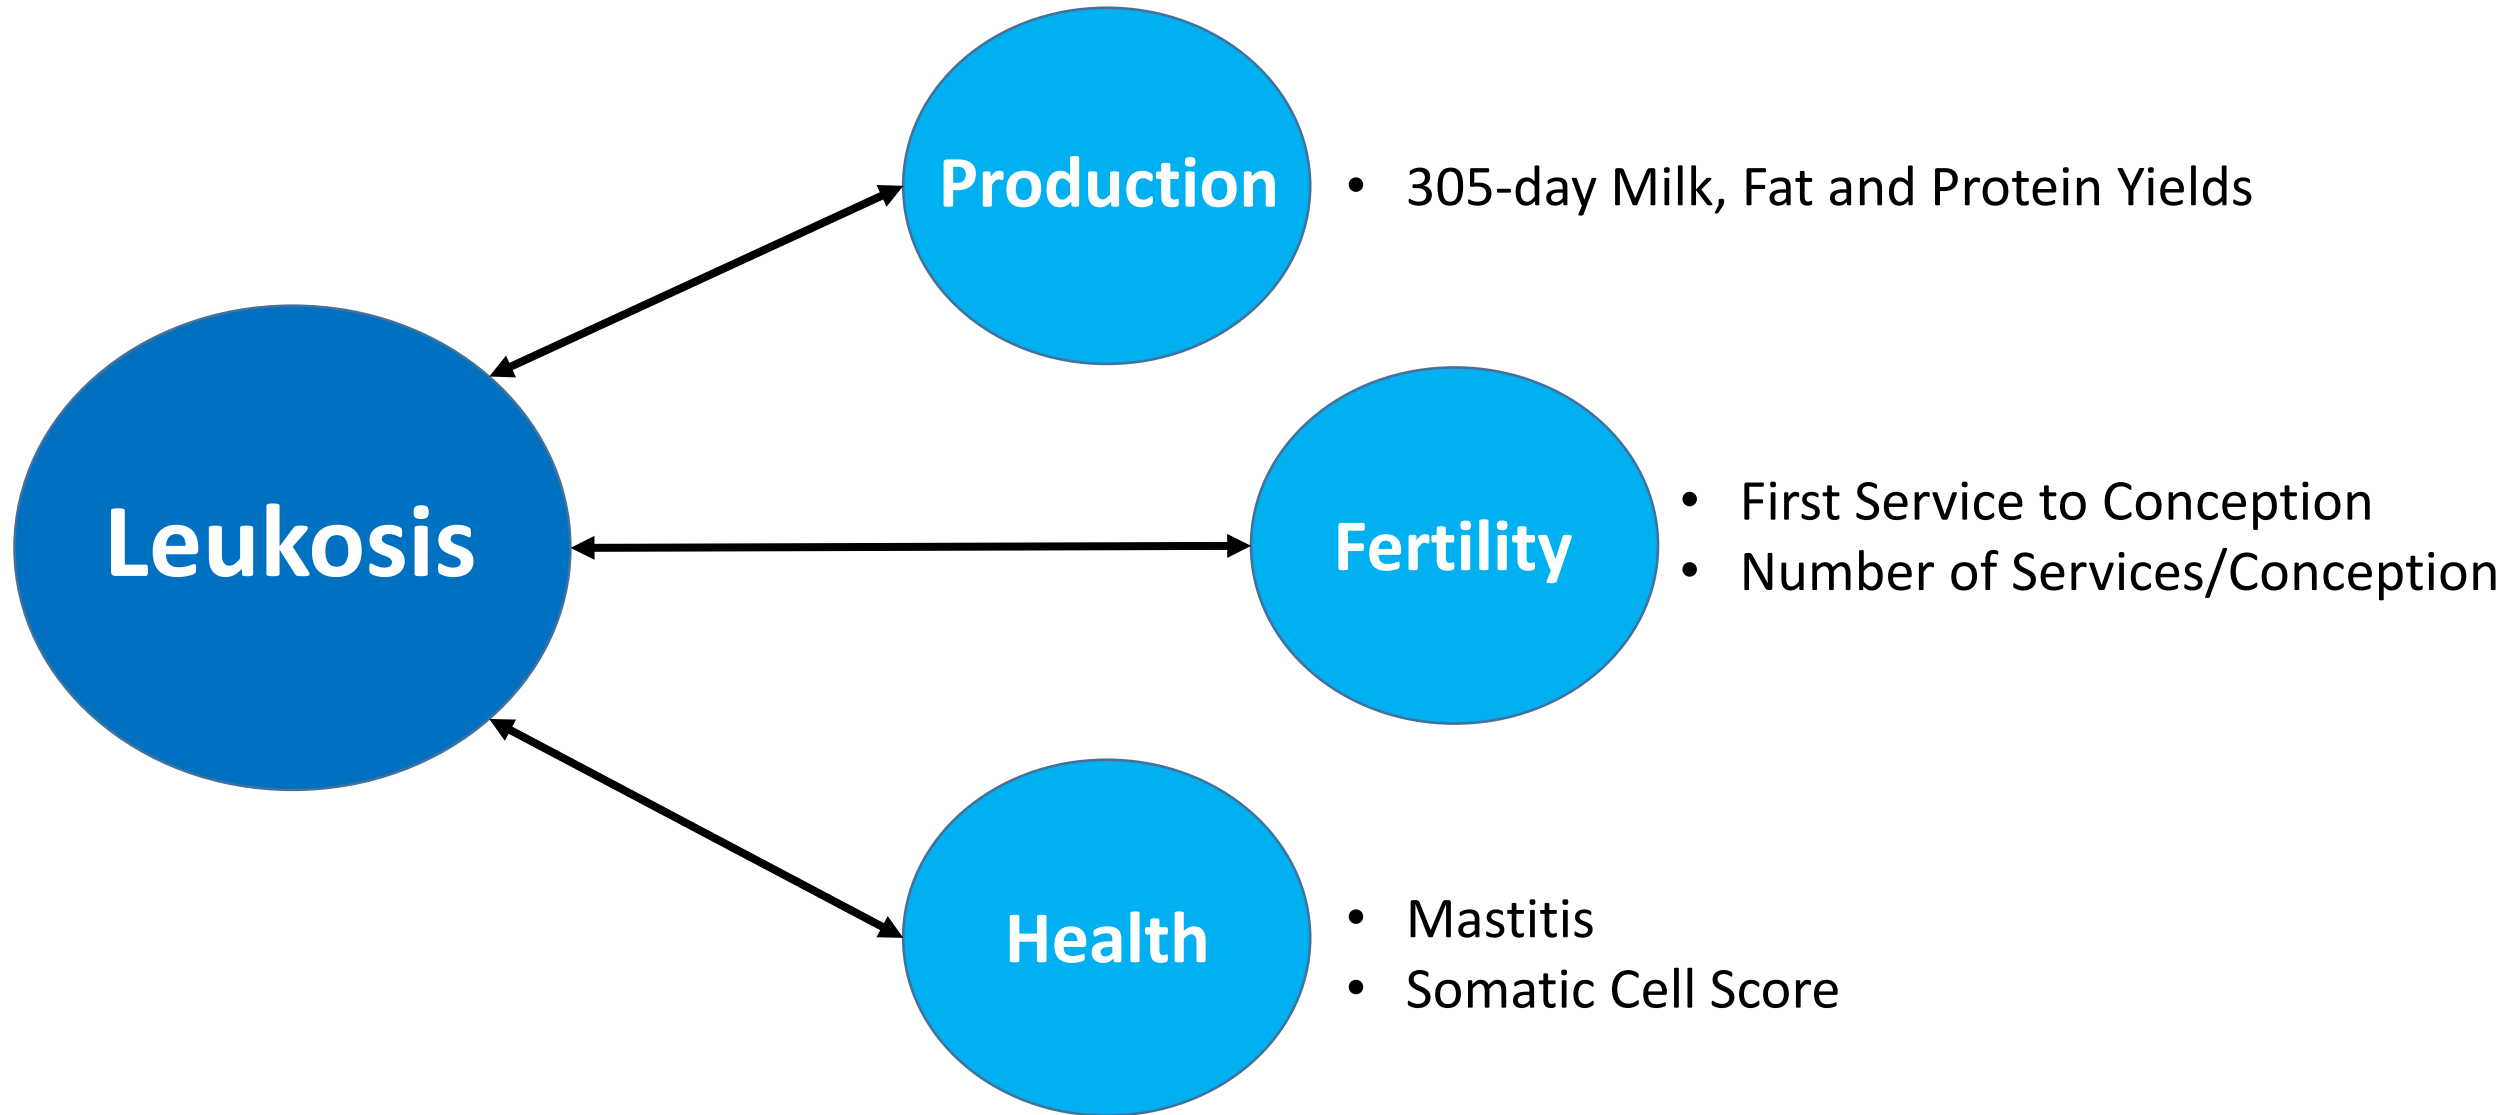 Leukosis
Production
• 305-day Milk, Fat and Protein Yields
Fertility
• First Service to Conception
• Number of Services/Conception
Health
• Mastitis
• Somatic Cell Score